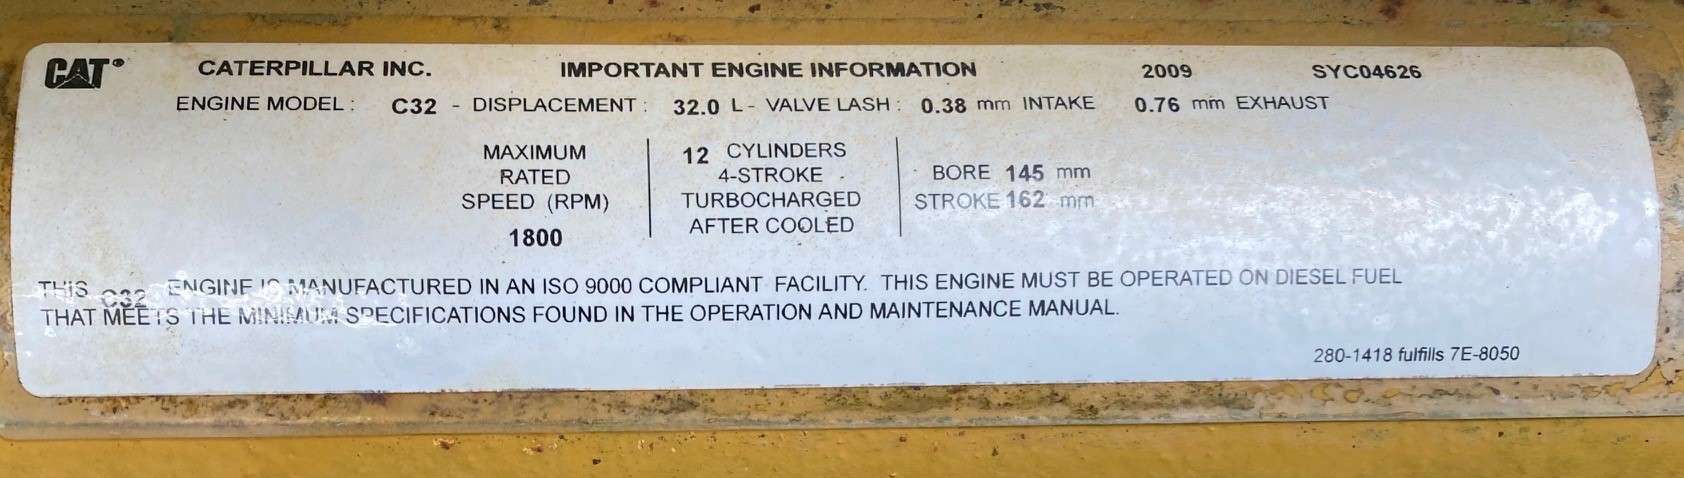 CAT® CATERPILLAR INC. IMPORTANT ENGINE INFORMATION 2009 SYC04626
ENGINE MODEL : C32 - DISPLACEMENT : 32.0 L - VALVE LASH : 0.38 mm INTAKE 0.76 mm EXHAUST
MAXIMUM
RATED
SPEED (RPM)
1800
12 CYLINDERS
4-STROKE
TURBOCHARGED
AFTER COOLED
BORE 145 mm
STROKE 162 mm
THIS C32 ENGINE IS MANUFACTURED IN AN ISO 9000 COMPLIANT FACILITY. THIS ENGINE MUST BE OPERATED ON DIESEL FUEL
THAT MEETS THE MINIMUM SPECIFICATIONS FOUND IN THE OPERATION AND MAINTENANCE MANUAL.
280-1418 fulfills 7E-8050